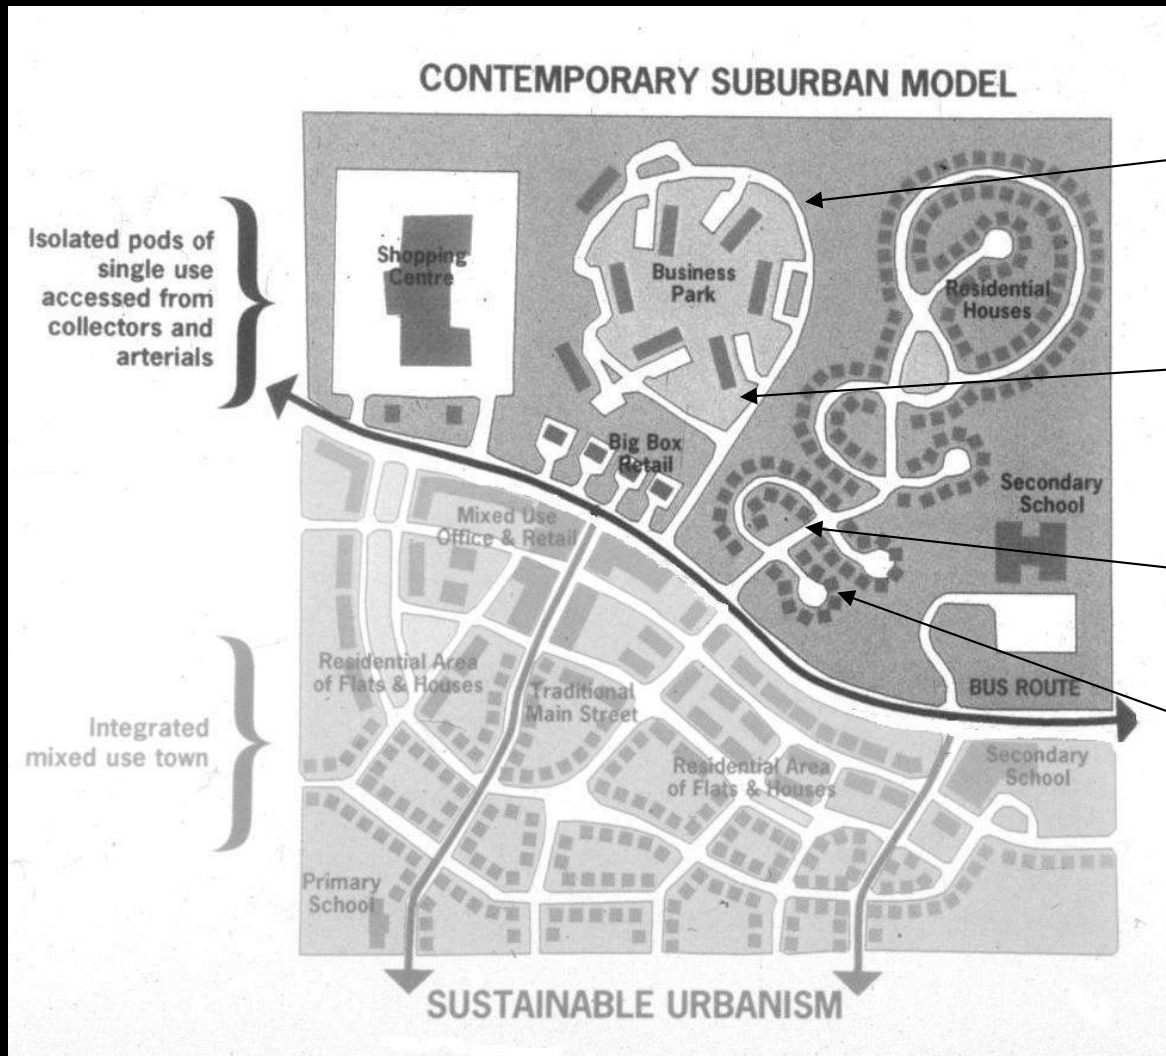 CONTEMPORARY SUBURBAN MODEL
Isolated pods of
single use
accessed from
collectors and
arterials
Shopping
Centre
Business
Park
Residential
Houses
Big Box
Retail
Secondary
School
BUS ROUTE
Mixed Use
Office & Retail
Residential Area
of Flats & Houses
Traditional
Main Street
Integrated
mixed use town
Residential Area
of Flats & Houses
Secondary
School
Primary
School
SUSTAINABLE URBANISM